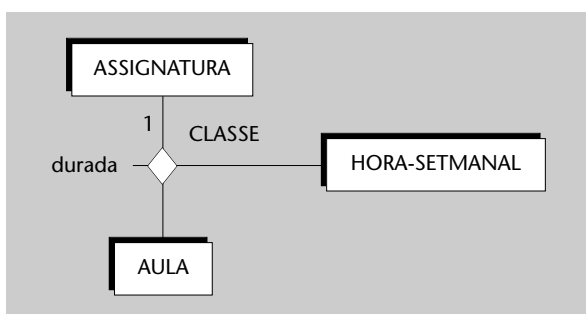 ASSIGNATURA
1
CLASSE
durada
HORA-SETMANAL
AULA